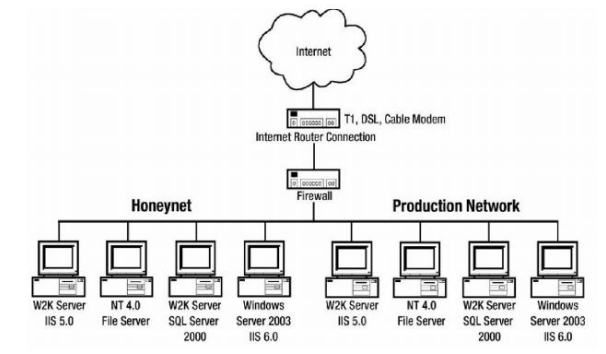 Internet
T1, DSL, Cable Modem
Internet Router Connection
Firewall
Honeynet
Production Network
W2K Server
IIS 5.0
NT 4.0
File Server
W2K Server
SQL Server
2000
Windows
Server 2003
IIS 6.0
W2K Server
IIS 5.0
NT 4.0
File Server
W2K Server
SQL Server
2000
Windows
Server 2003
IIS 6.0